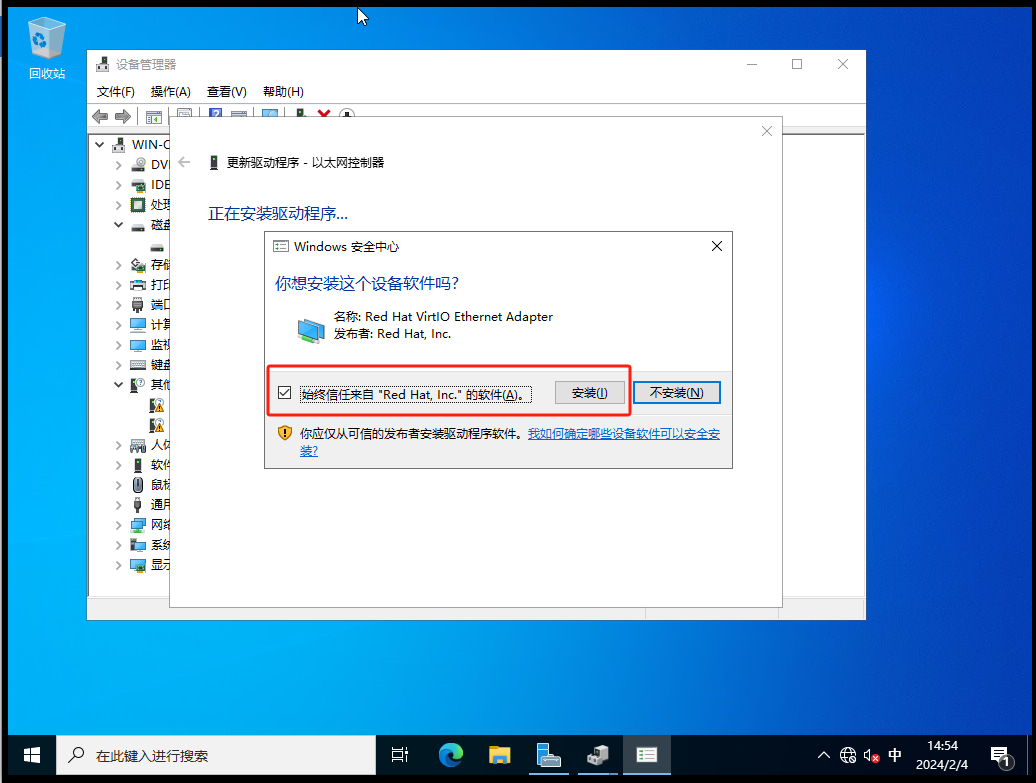 回收站
设备管理器
文件(F) 操作(A) 查看(V) 帮助(H)
WIN-
更新驱动程序 - 以太网控制器
DV
IDE
处理
正在安装驱动程序...
磁盘
Windows 安全中心
存储
你想安装这个设备软件吗?
打印
端口
名称: Red Hat VirtIO Ethernet Adapter
计算
发布者: Red Hat, Inc.
监视
键盘
其他
始终信任来自 "Red Hat, Inc." 的软件(A)。 安装(I) 不安装(N)
你应仅从可信的发布者安装驱动程序软件。我如何确定哪些设备软件可以安全安
装?
人体
软件
鼠标
通用
网络
系统
显示
在此键入进行搜索
中
14:54
2024/2/4
1